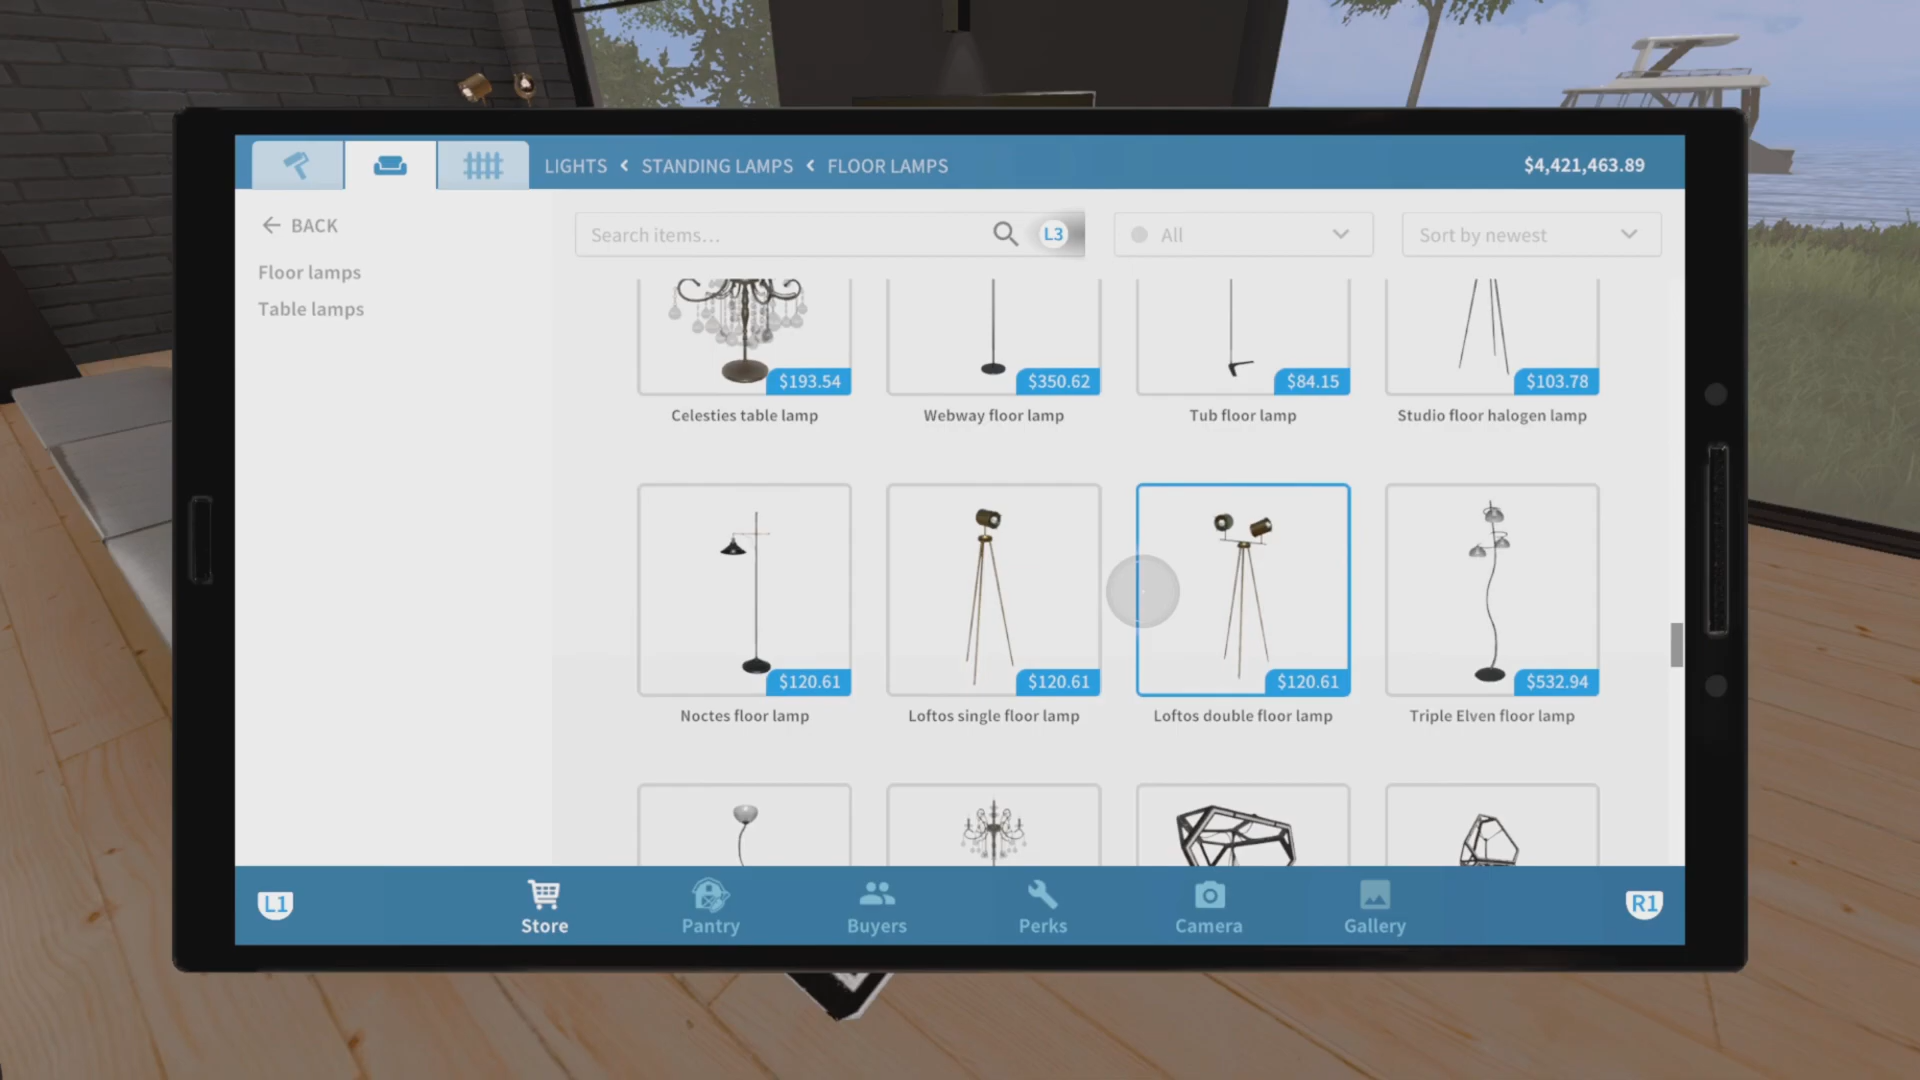 LIGHTS < STANDING LAMPS < FLOOR LAMPS
$4,421,463.89
BACK
Search items...
L3
All
Sort by newest
Floor lamps
Table lamps
$193.54
$350.62
$84.15
$103.78
Celesties table lamp
Webway floor lamp
Tub floor lamp
Studio floor halogen lamp
$120.61
$120.61
$120.61
$532.94
Noctes floor lamp
Loftos single floor lamp
Loftos double floor lamp
Triple Elven floor lamp
L1
Store
Pantry
Buyers
Perks
Camera
Gallery
R1